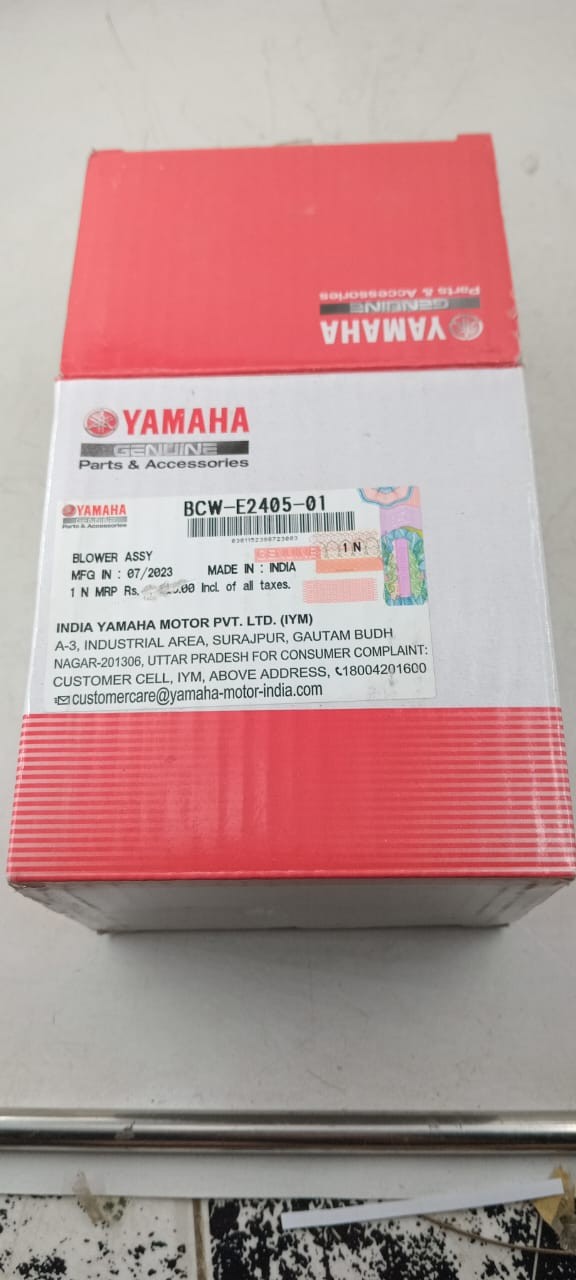 YAMAHA
GENUINE
Parts & Accessories
YAMAHA
GENUINE
Parts & Accessories
YAMAHA
GENUINE
Parts & Accessories
BCW-E2405-01
BLOWER ASSY
1 N
MFG IN : 07/2023 MADE IN : INDIA
1 N MRP Rs. .00 Incl. of all taxes.
INDIA YAMAHA MOTOR PVT. LTD. (IYM)
A-3, INDUSTRIAL AREA, SURAJPUR, GAUTAM BUDH
NAGAR-201306, UTTAR PRADESH FOR CONSUMER COMPLAINT:
CUSTOMER CELL, IYM, ABOVE ADDRESS, 18004201600
customercare@yamaha-motor-india.com